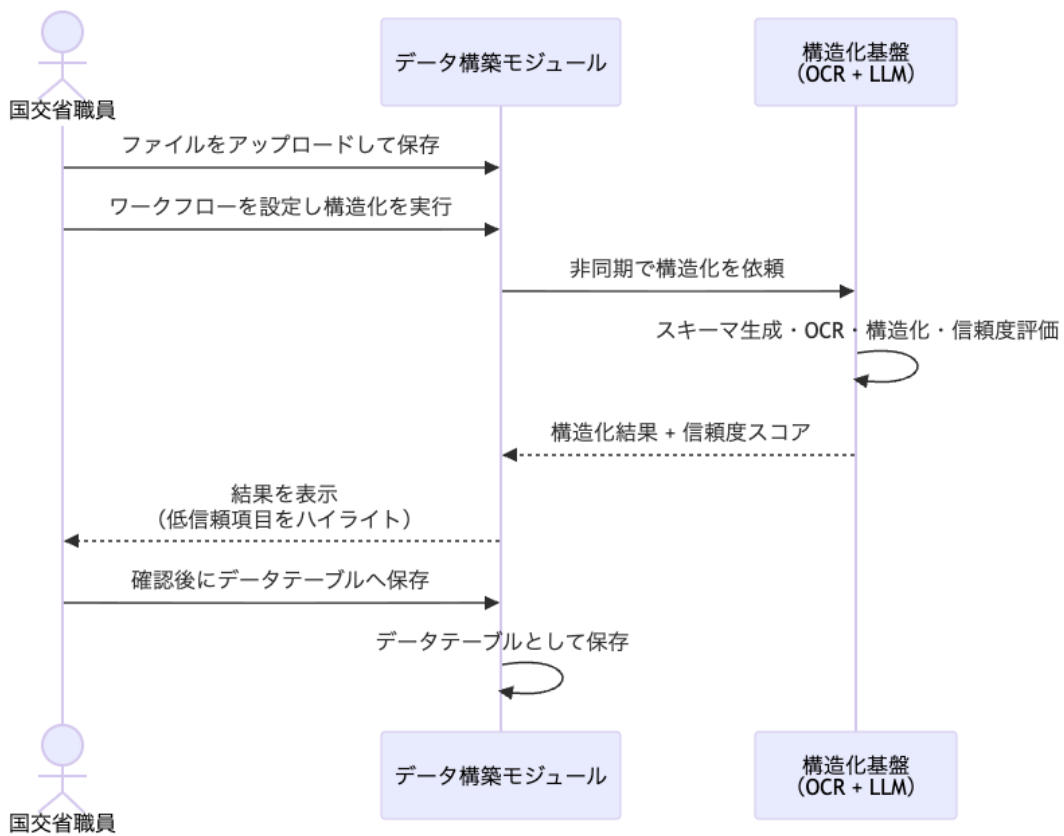 国交省職員
データ構築モジュール
構造化基盤
（OCR + LLM）
ファイルをアップロードして保存
ワークフローを設定し構造化を実行
非同期で構造化を依頼
スキーマ生成・OCR・構造化・信頼度評価
構造化結果 + 信頼度スコア
結果を表示
（低信頼項目をハイライト）
確認後にデータテーブルへ保存
データテーブルとして保存
国交省職員
データ構築モジュール
構造化基盤
（OCR + LLM）